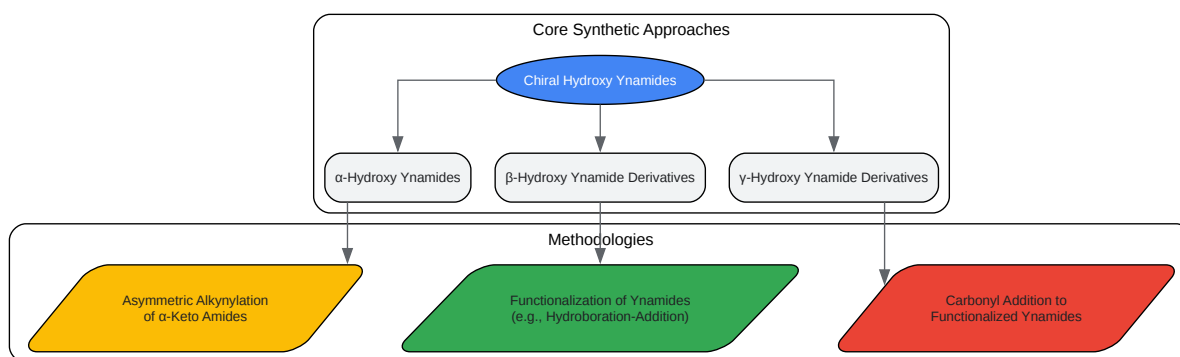 Core Synthetic Approaches
Chiral Hydroxy Ynamides
α-Hydroxy Ynamides
β-Hydroxy Ynamide Derivatives
γ-Hydroxy Ynamide Derivatives
Methodologies
Asymmetric Alkynylation
of α-Keto Amides
Functionalization of Ynamides
(e.g., Hydroboration-Addition)
Carbonyl Addition to
Functionalized Ynamides